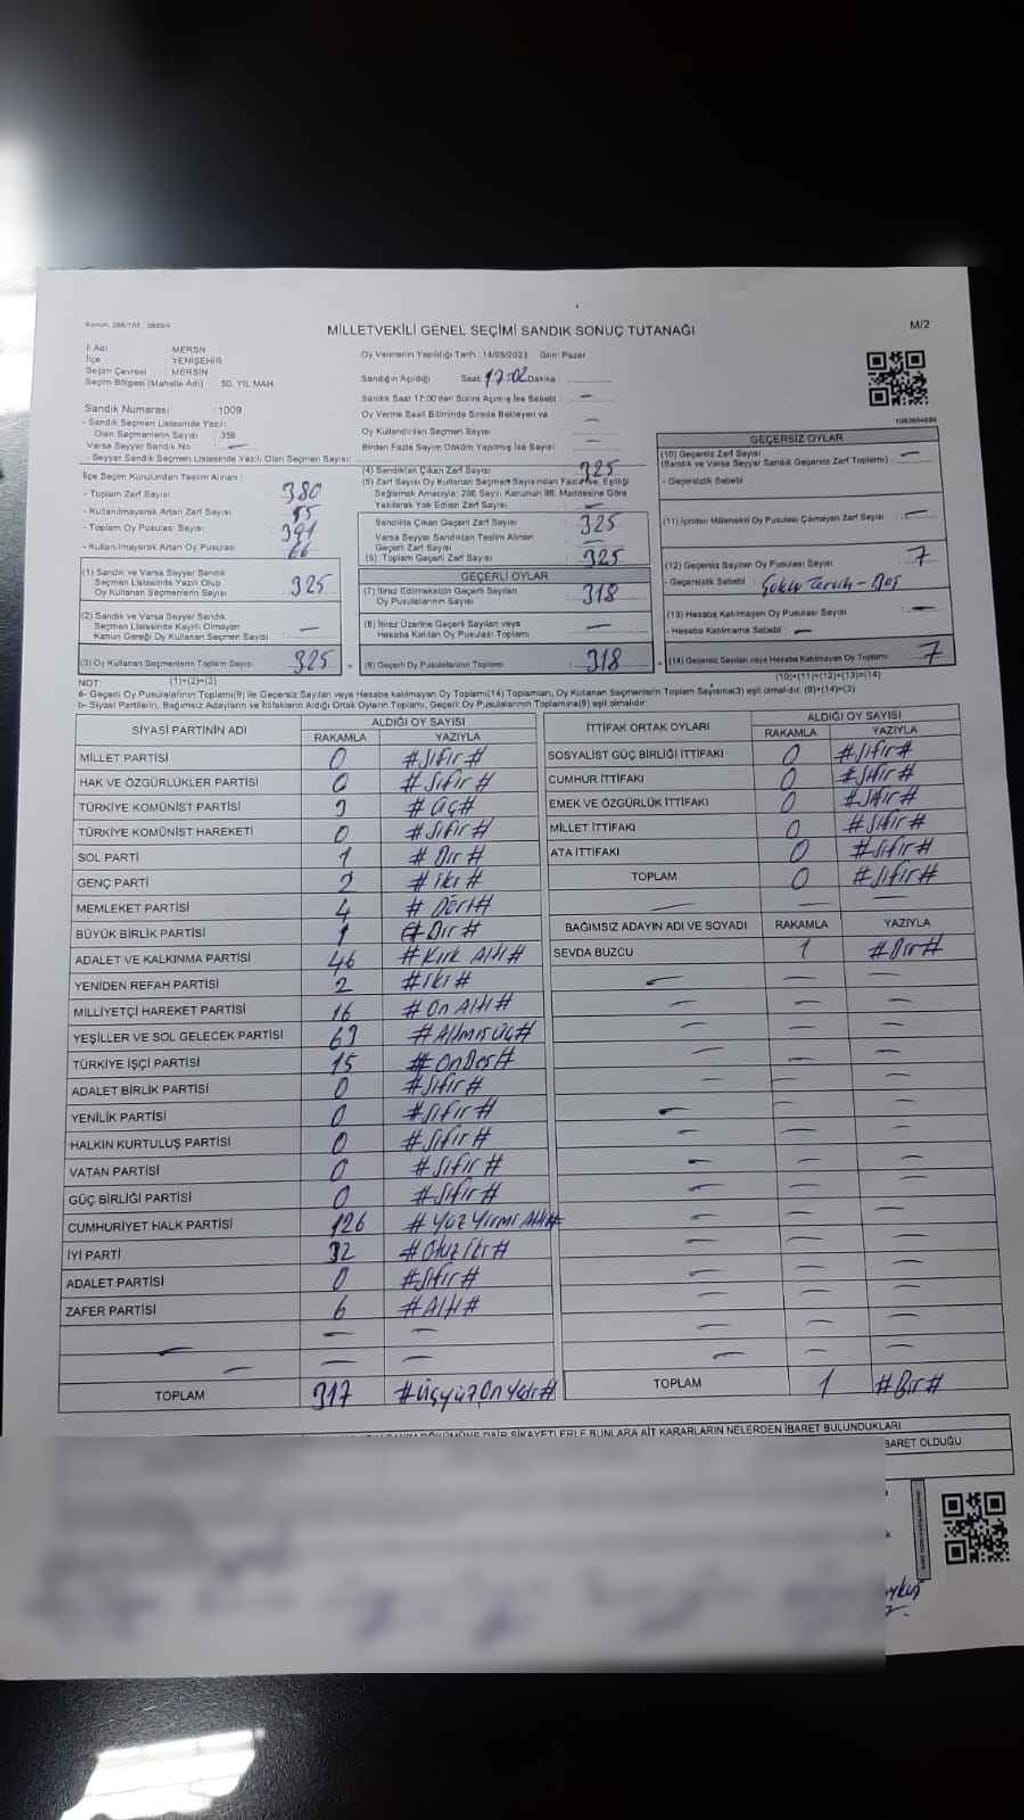 MİLLETVEKİLİ GENEL SEÇİMİ SANDIK SONUÇ TUTANAĞI
M/2
İl Adı : MERSİN
İlçe : YENİŞEHİR
Seçim Çevresi : MERSİN
Seçim Bölgesi (Mahalle Adı) : 50. YIL MAH
Sandık Numarası : 1009
- Sandık Seçmen Listesinde Yazılı
Olan Seçmenlerin Sayısı : 356
Varsa Seyyar Sandık No : —
- Seyyar Sandık Seçmen Listesinde Yazılı Olan Seçmen Sayısı:
Oy Vermenin Yapıldığı Tarih : 14/05/2023 Gün: Pazar
Sandığın Açıldığı Saat 17:02 Dakika
Sandık Saat 17:00'den Sonra Açılmış İse Sebebi : —
Oy Verme Saati Bitiminde Sırada Bekleyen ve
Oy Kullandırılan Seçmen Sayısı : —
Birden Fazla Sayım Döküm Yapılmış İse Sayısı : —
İlçe Seçim Kurulundan Teslim Alınan :
- Toplam Zarf Sayısı : 380
- Kullanılmayarak Artan Zarf Sayısı : 55
- Toplam Oy Pusulası Sayısı : 391
- Kullanılmayarak Artan Oy Pusulası : 66
(1) Sandık ve Varsa Seyyar Sandık
Seçmen Listesinde Yazılı Olup
Oy Kullanan Seçmenlerin Sayısı : 325
(2) Sandık ve Varsa Seyyar Sandık
Seçmen Listesinde Kayıtlı Olmayan
Kanun Gereği Oy Kullanan Seçmen Sayısı : —
(3) Oy Kullanan Seçmenlerin Toplam Sayısı : 325
(4) Sandıktan Çıkan Zarf Sayısı : 325
(5) Zarf Sayısı Oy Kullanan Seçmen Sayısından Fazla ise, Eşitliği
Sağlamak Amacıyla; 298 Sayılı Kanunun 98. Maddesine Göre
Yakılarak Yok Edilen Zarf Sayısı : —
Sandıkta Çıkan Geçerli Zarf Sayısı : 325
Varsa Seyyar Sandıktan Teslim Alınan
Geçerli Zarf Sayısı : —
(6) Toplam Geçerli Zarf Sayısı : 325
GEÇERLİ OYLAR
(7) İtiraz Edilmeksizin Geçerli Sayılan
Oy Pusulalarının Sayısı : 318
(8) İtiraz Üzerine Geçerli Sayılan veya
Hesaba Katılan Oy Pusulası Toplamı : —
(9) Geçerli Oy Pusulalarının Toplamı : 318
GEÇERSİZ OYLAR
(10) Geçersiz Zarf Sayısı : —
(Sandık ve Varsa Seyyar Sandık Geçersiz Zarf Toplamı)
- Geçersizlik Sebebi
(11) İçinden Milletvekili Oy Pusulası Çıkmayan Zarf Sayısı : —
(12) Geçersiz Sayılan Oy Pusulası Sayısı : 7
- Geçersizlik Sebebi : Çoklu Tercih - Boş
(13) Hesaba Katılmayan Oy Pusulası Sayısı : —
- Hesaba Katılmama Sebebi : —
(14) Geçersiz Sayılan veya Hesaba Katılmayan Oy Toplamı : 7
NOT: (1)+(2)=(3) (10)+(11)+(12)+(13)=(14)
a- Geçerli Oy Pusulalarının Toplamı(9) ile Geçersiz Sayılan veya Hesaba katılmayan Oy Toplamı(14) Toplamları, Oy Kullanan Seçmenlerin Toplam Sayısına(3) eşit olmalıdır. (9)+(14)=(3)
b- Siyasi Partilerin, Bağımsız Adayların ve İttifakların Aldığı Ortak Oyların Toplamı, Geçerli Oy Pusulalarının Toplamına(9) eşit olmalıdır.
SİYASİ PARTİNİN ADI ALDIĞI OY SAYISI
RAKAMLA YAZIYLA
MİLLET PARTİSİ 0 #Sıfır#
HAK VE ÖZGÜRLÜKLER PARTİSİ 0 #Sıfır#
TÜRKİYE KOMÜNİST PARTİSİ 3 #Üç#
TÜRKİYE KOMÜNİST HAREKETİ 0 #Sıfır#
SOL PARTİ 1 #Bir#
GENÇ PARTİ 2 #İki#
MEMLEKET PARTİSİ 4 #Dört#
BÜYÜK BİRLİK PARTİSİ 1 #Bir#
ADALET VE KALKINMA PARTİSİ 46 #Kırk Altı#
YENİDEN REFAH PARTİSİ 2 #İki#
MİLLİYETÇİ HAREKET PARTİSİ 16 #On Altı#
YEŞİLLER VE SOL GELECEK PARTİSİ 63 #Altmış Üç#
TÜRKİYE İŞÇİ PARTİSİ 15 #OnBeş#
ADALET BİRLİK PARTİSİ 0 #Sıfır#
YENİLİK PARTİSİ 0 #Sıfır#
HALKIN KURTULUŞ PARTİSİ 0 #Sıfır#
VATAN PARTİSİ 0 #Sıfır#
GÜÇ BİRLİĞİ PARTİSİ 0 #Sıfır#
CUMHURİYET HALK PARTİSİ 126 #Yüz Yirmi Altı#
İYİ PARTİ 32 #Otuz İki#
ADALET PARTİSİ 0 #Sıfır#
ZAFER PARTİSİ 6 #Altı#
TOPLAM 317 #ÜçyüzOnYedi#
İTTİFAK ORTAK OYLARI ALDIĞI OY SAYISI
RAKAMLA YAZIYLA
SOSYALİST GÜÇ BİRLİĞİ İTTİFAKI 0 #Sıfır#
CUMHUR İTTİFAKI 0 #Sıfır#
EMEK VE ÖZGÜRLÜK İTTİFAKI 0 #Sıfır#
MİLLET İTTİFAKI 0 #Sıfır#
ATA İTTİFAKI 0 #Sıfır#
TOPLAM 0 #Sıfır#
BAĞIMSIZ ADAYIN ADI VE SOYADI RAKAMLA YAZIYLA
SEVDA BUZCU 1 #Bir#
TOPLAM 1 #Bir#
ŞİKAYETLERLE BUNLARA AİT KARARLARIN NELERDEN İBARET BULUNDUKLARI
BARET OLDUĞU